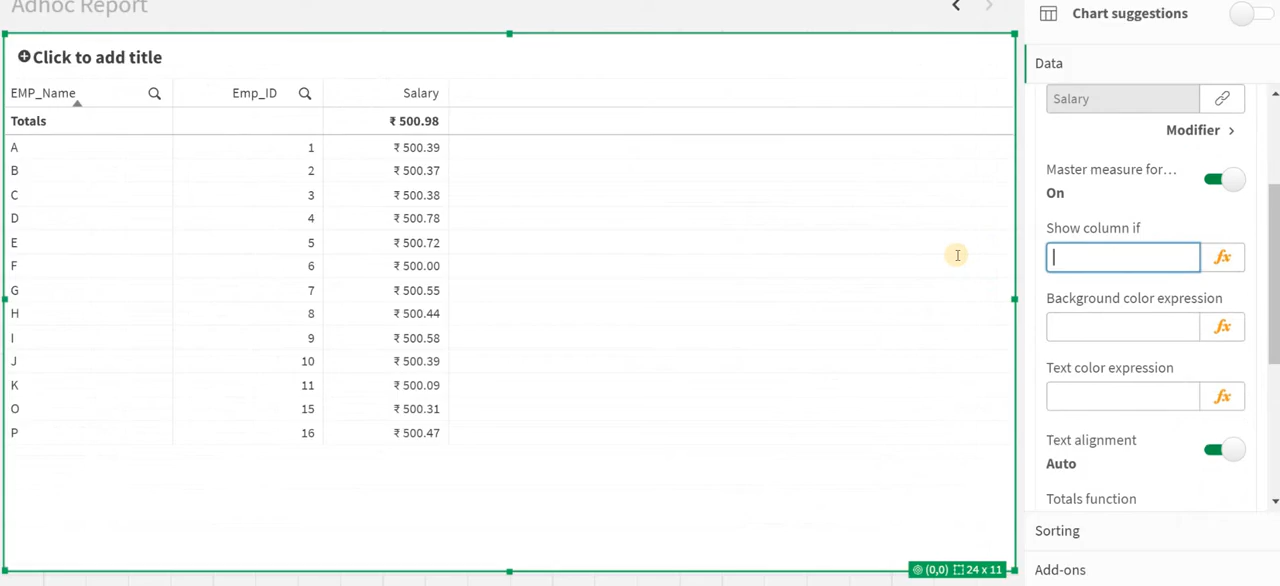 Adhoc Report
Click to add title
EMP_Name Emp_ID Salary
Totals ₹ 500.98
A 1 ₹ 500.39
B 2 ₹ 500.37
C 3 ₹ 500.38
D 4 ₹ 500.78
E 5 ₹ 500.72
F 6 ₹ 500.00
G 7 ₹ 500.55
H 8 ₹ 500.44
I 9 ₹ 500.58
J 10 ₹ 500.39
K 11 ₹ 500.09
O 15 ₹ 500.31
P 16 ₹ 500.47
(0,0) 24 x 11
Chart suggestions
Data
Salary
Modifier
Master measure for...
On
Show column if
fx
Background color expression
fx
Text color expression
fx
Text alignment
Auto
Totals function
Sorting
Add-ons